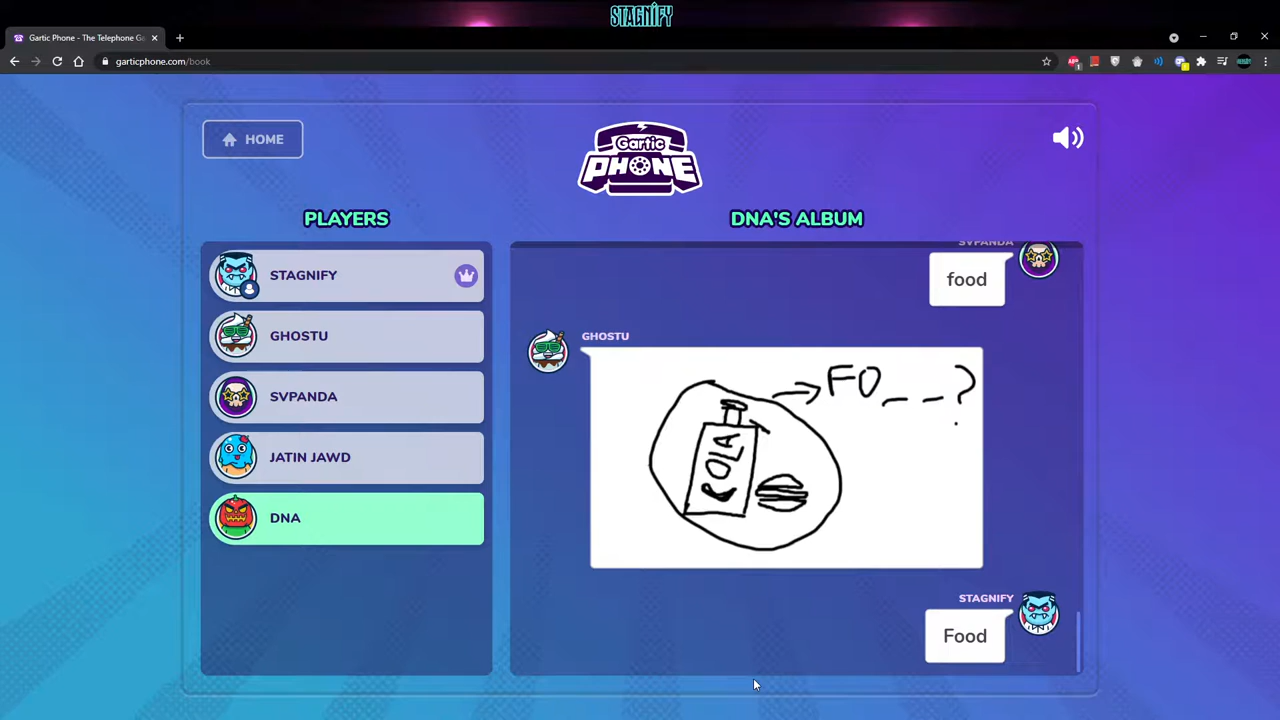 STAGNIFY
Gartic Phone - The Telephone Ga
garticphone.com/book
HOME
Gartic
PHONE
PLAYERS
DNA'S ALBUM
STAGNIFY
GHOSTU
SVPANDA
JATIN JAWD
DNA
SVPANDA
food
GHOSTU
→ FO _ _ ?
COLA
STAGNIFY
Food